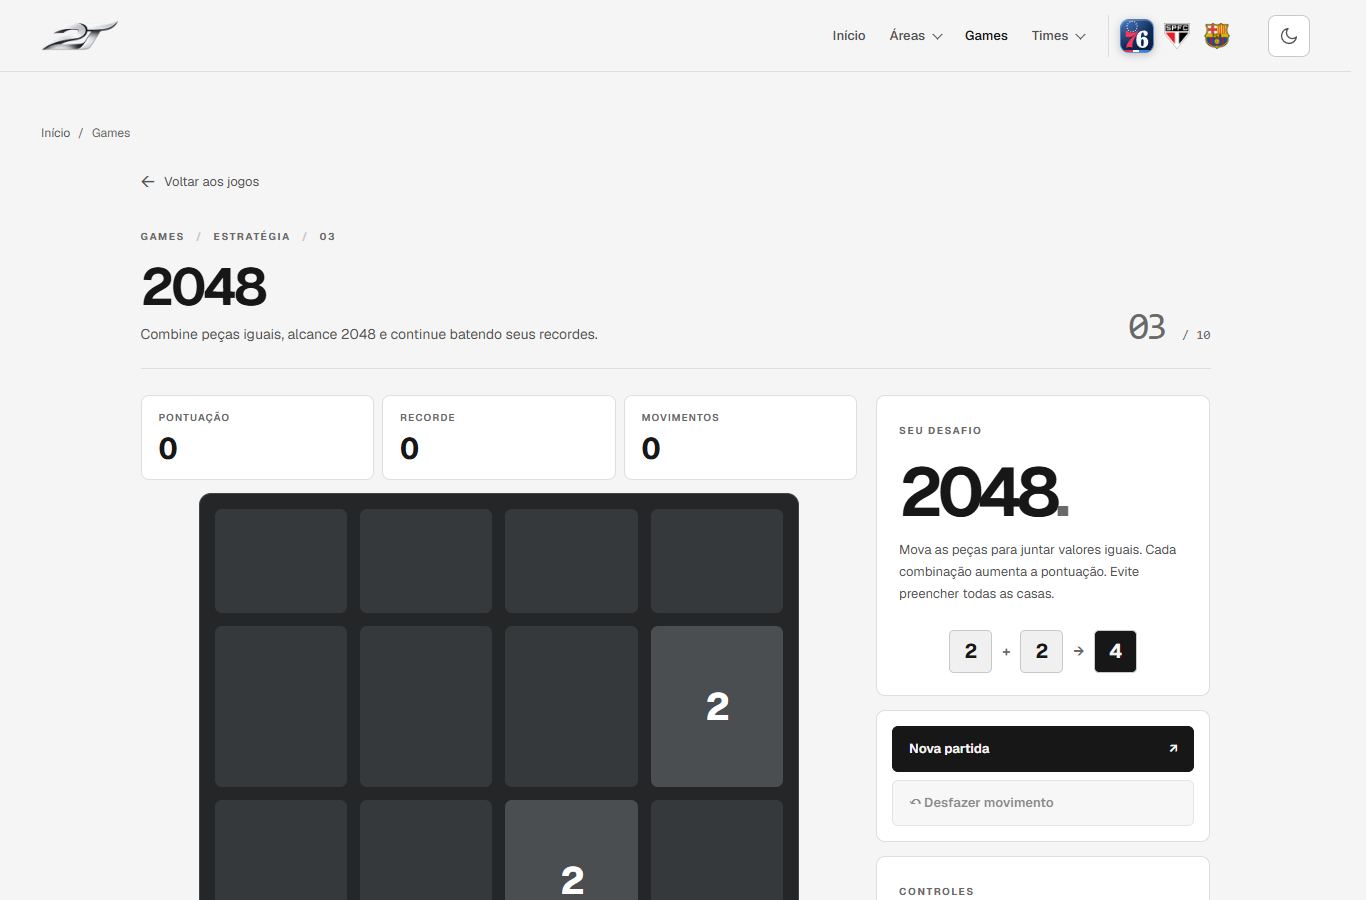 2T
Início
Áreas
Games
Times
76
SPFC
Início / Games
← Voltar aos jogos
GAMES / ESTRATÉGIA / 03
2048
Combine peças iguais, alcance 2048 e continue batendo seus recordes.
03 / 10
PONTUAÇÃO
0
RECORDE
0
MOVIMENTOS
0
2
2
SEU DESAFIO
2048.
Mova as peças para juntar valores iguais. Cada
combinação aumenta a pontuação. Evite
preencher todas as casas.
2 + 2 → 4
Nova partida ↗
↶ Desfazer movimento
CONTROLES